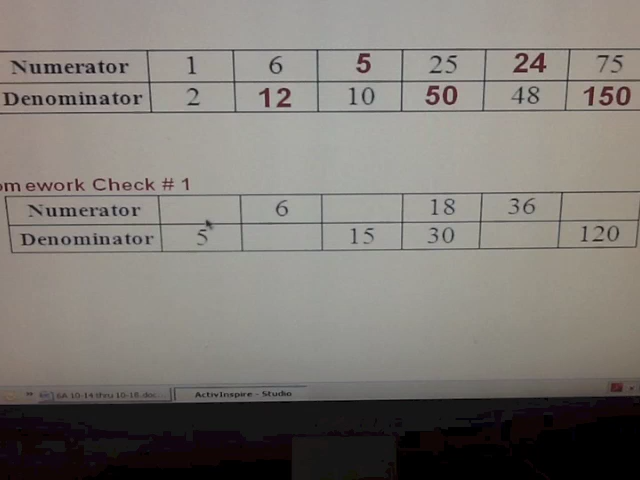 Numerator 1 6 5 25 24 75
Denominator 2 12 10 50 48 150
omework Check # 1
Numerator 6 18 36
Denominator 5 15 30 120
6A 10-14 thru 10-18.doc ActivInspire - Studio